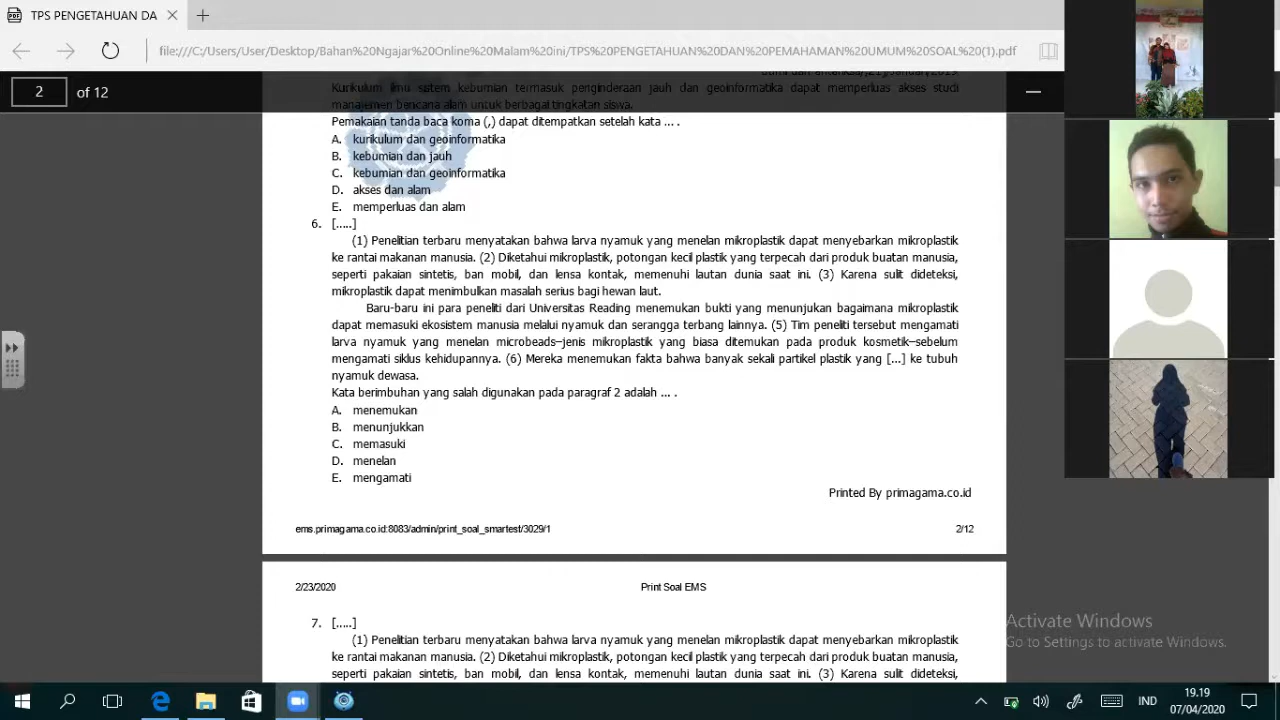 TPS PENGETAHUAN DA
file:///C:/Users/User/Desktop/Bahan%20Ngajar%20Online%20Malam%20ini/TPS%20PENGETAHUAN%20DAN%20PEMAHAMAN%20UMUM%20SOAL%20(1).pdf
2 of 12
Kurikulum ilmu sistem kebumian termasuk penginderaan jauh dan geoinformatika dapat memperluas akses studi
manajemen bencana alam untuk berbagai tingkatan siswa.
Pemakaian tanda baca koma (,) dapat ditempatkan setelah kata ... .
A. kurikulum dan geoinformatika
B. kebumian dan jauh
C. kebumian dan geoinformatika
D. akses dan alam
E. memperluas dan alam
6. [.....]
(1) Penelitian terbaru menyatakan bahwa larva nyamuk yang menelan mikroplastik dapat menyebarkan mikroplastik
ke rantai makanan manusia. (2) Diketahui mikroplastik, potongan kecil plastik yang terpecah dari produk buatan manusia,
seperti pakaian sintetis, ban mobil, dan lensa kontak, memenuhi lautan dunia saat ini. (3) Karena sulit dideteksi,
mikroplastik dapat menimbulkan masalah serius bagi hewan laut.
Baru-baru ini para peneliti dari Universitas Reading menemukan bukti yang menunjukan bagaimana mikroplastik
dapat memasuki ekosistem manusia melalui nyamuk dan serangga terbang lainnya. (5) Tim peneliti tersebut mengamati
larva nyamuk yang menelan microbeads–jenis mikroplastik yang biasa ditemukan pada produk kosmetik–sebelum
mengamati siklus kehidupannya. (6) Mereka menemukan fakta bahwa banyak sekali partikel plastik yang [...] ke tubuh
nyamuk dewasa.
Kata berimbuhan yang salah digunakan pada paragraf 2 adalah ... .
A. menemukan
B. menunjukkan
C. memasuki
D. menelan
E. mengamati
Printed By primagama.co.id
ems.primagama.co.id:8083/admin/print_soal_smartest/3029/1 2/12
2/23/2020 Print Soal EMS
7. [.....]
(1) Penelitian terbaru menyatakan bahwa larva nyamuk yang menelan mikroplastik dapat menyebarkan mikroplastik
ke rantai makanan manusia. (2) Diketahui mikroplastik, potongan kecil plastik yang terpecah dari produk buatan manusia,
seperti pakaian sintetis, ban mobil, dan lensa kontak, memenuhi lautan dunia saat ini. (3) Karena sulit dideteksi,
Activate Windows
Go to Settings to activate Windows.
IND
19.19
07/04/2020